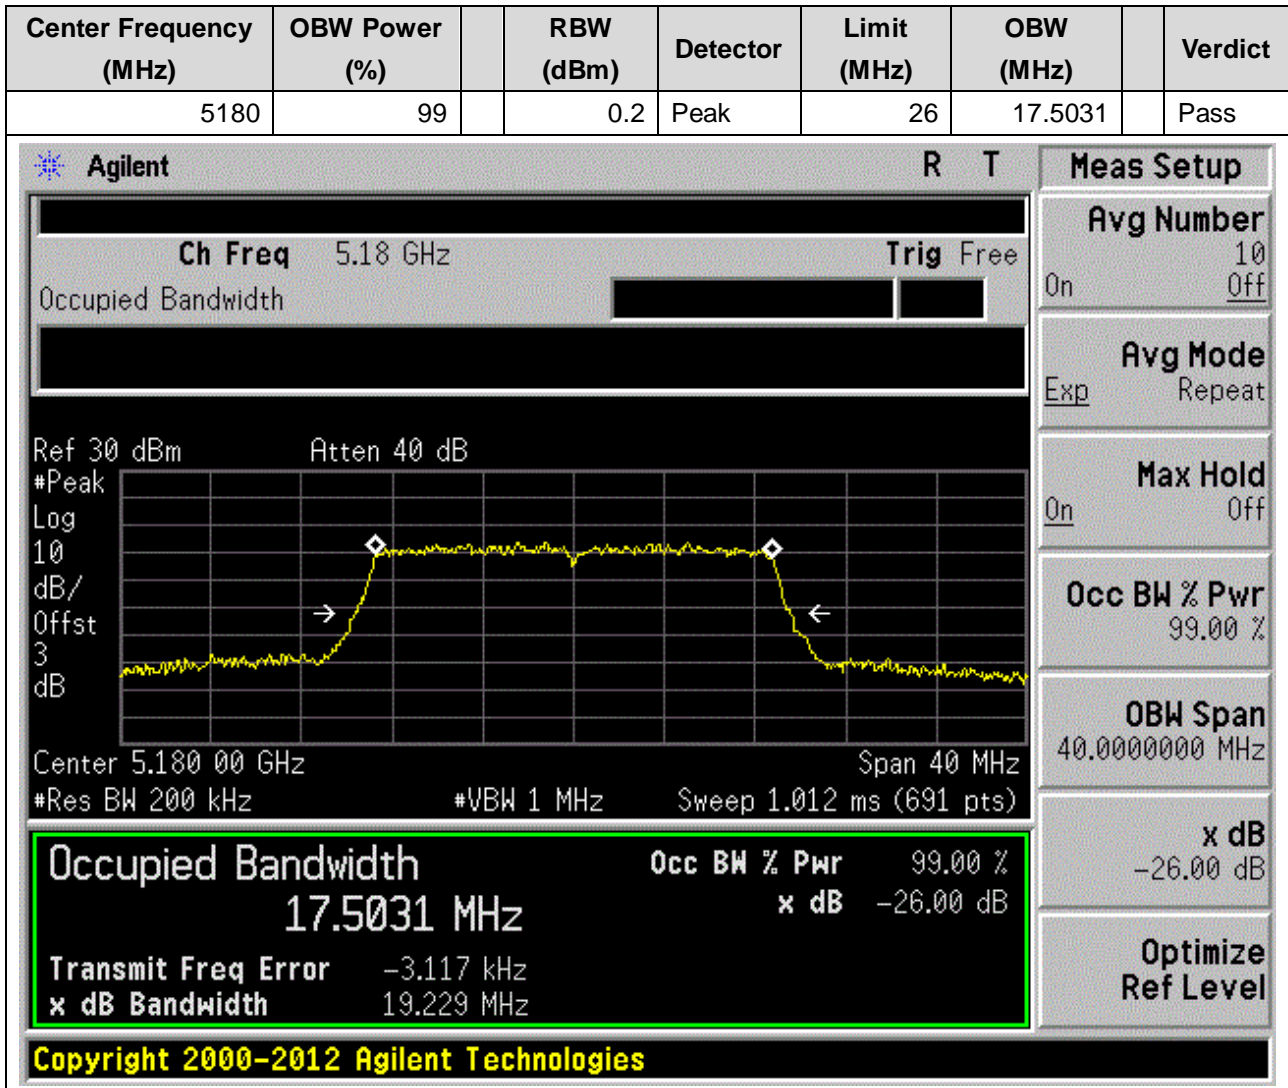 Center Frequency (MHz) OBW Power (%) RBW (dBm) Detector Limit (MHz) OBW (MHz) Verdict
5180 99 0.2 Peak 26 17.5031 Pass
Agilent R T
Ch Freq 5.18 GHz Trig Free
Occupied Bandwidth
Ref 30 dBm Atten 40 dB
#Peak
Log
10
dB/
Offst
3
dB
Center 5.180 00 GHz Span 40 MHz
#Res BW 200 kHz #VBW 1 MHz Sweep 1.012 ms (691 pts)
Occupied Bandwidth
17.5031 MHz
Occ BW % Pwr 99.00 %
x dB -26.00 dB
Transmit Freq Error -3.117 kHz
x dB Bandwidth 19.229 MHz
Copyright 2000-2012 Agilent Technologies
Meas Setup
Avg Number
10
On Off
Avg Mode
Exp Repeat
Max Hold
On Off
Occ BW % Pwr
99.00 %
OBW Span
40.0000000 MHz
x dB
-26.00 dB
Optimize
Ref Level